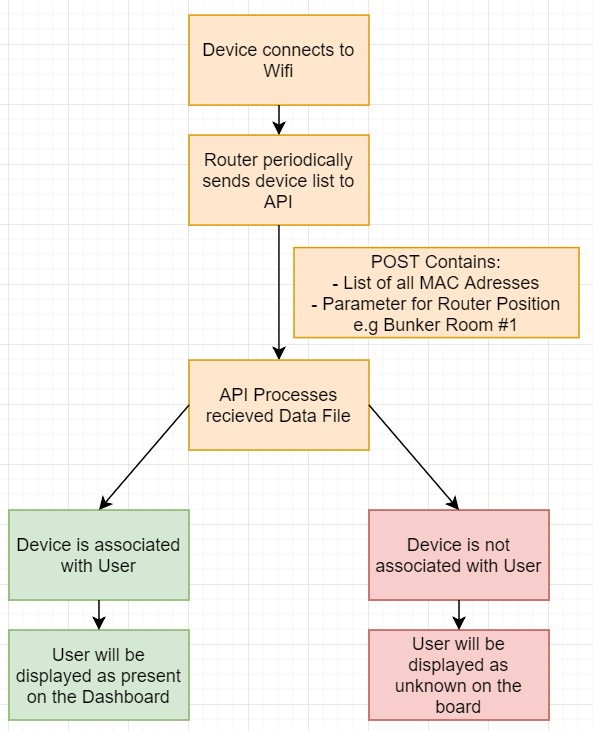 Device connects to
Wifi
Router periodically
sends device list to
API
POST Contains:
- List of all MAC Adresses
- Parameter for Router Position
e.g Bunker Room #1
API Processes
recieved Data File
Device is associated
with User
Device is not
associated with User
User will be
displayed as present
on the Dashboard
User will be
displayed as
unknown on the
board